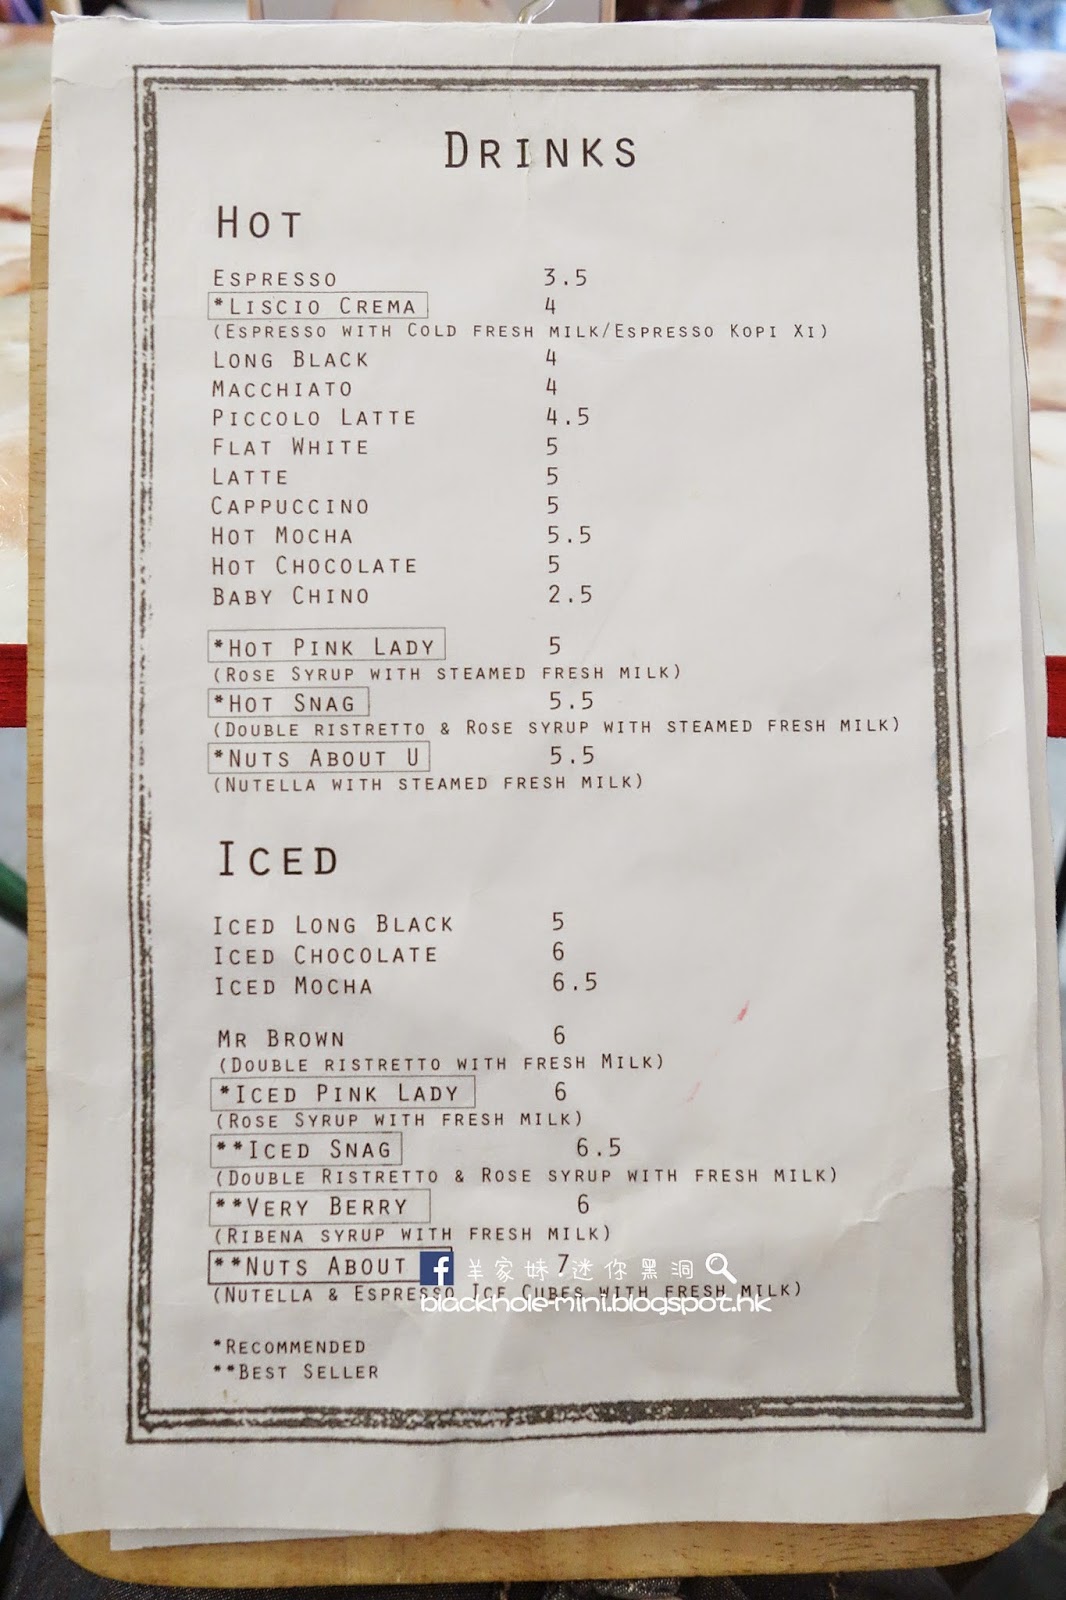 DRINKS
HOT
ESPRESSO 3.5
*LISCIO CREMA 4
(ESPRESSO WITH COLD FRESH MILK/ESPRESSO KOPI XI)
LONG BLACK 4
MACCHIATO 4
PICCOLO LATTE 4.5
FLAT WHITE 5
LATTE 5
CAPPUCCINO 5
HOT MOCHA 5.5
HOT CHOCOLATE 5
BABY CHINO 2.5
*HOT PINK LADY 5
(ROSE SYRUP WITH STEAMED FRESH MILK)
*HOT SNAG 5.5
(DOUBLE RISTRETTO & ROSE SYRUP WITH STEAMED FRESH MILK)
*NUTS ABOUT U 5.5
(NUTELLA WITH STEAMED FRESH MILK)
ICED
ICED LONG BLACK 5
ICED CHOCOLATE 6
ICED MOCHA 6.5
MR BROWN 6
(DOUBLE RISTRETTO WITH FRESH MILK)
*ICED PINK LADY 6
(ROSE SYRUP WITH FRESH MILK)
**ICED SNAG 6.5
(DOUBLE RISTRETTO & ROSE SYRUP WITH FRESH MILK)
**VERY BERRY 6
(RIBENA SYRUP WITH FRESH MILK)
**NUTS ABOUT 7
f 羊家妹.迷你黑洞
(NUTELLA & ESPRESSO ICE CUBES WITH FRESH MILK)
blackhole-mini.blogspot.hk
*RECOMMENDED
**BEST SELLER